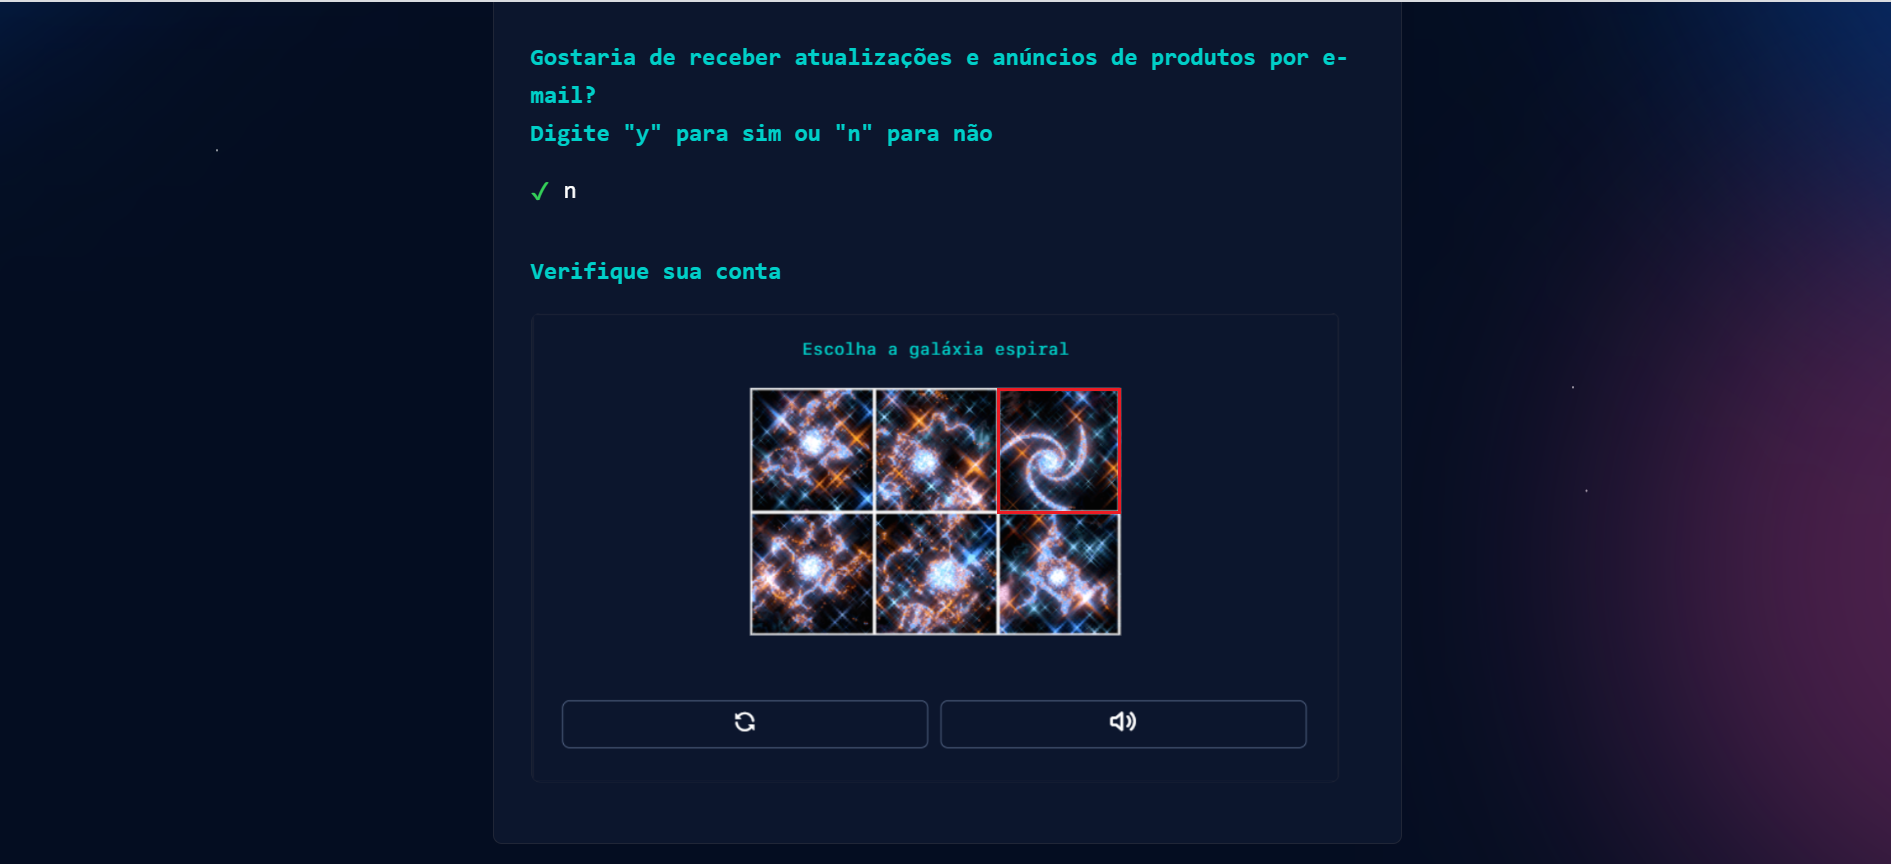 Gostaria de receber atualizações e anúncios de produtos por e-
mail?
Digite "y" para sim ou "n" para não
✓ n
Verifique sua conta
Escolha a galáxia espiral